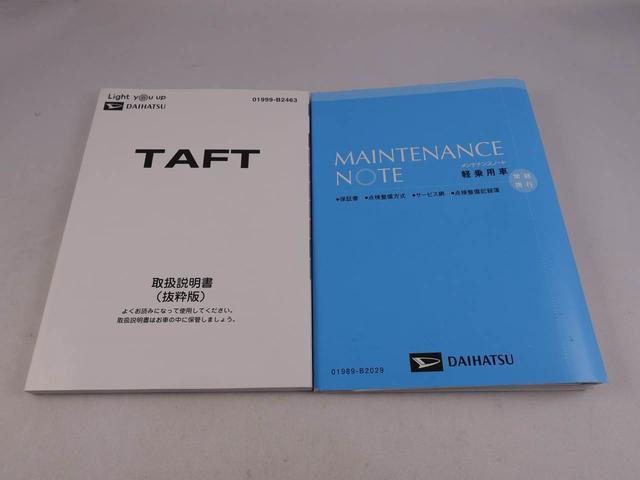 Light you up
DAIHATSU
01999-B2463
TAFT
取扱説明書
(抜粋版)
よくお読みになって使用してください。
取扱説明書はお車の中に保管しましょう。
MAINTENANCE
NOTE
メンテナンスノート
軽乗用車
●保証書 ●点検整備方式 ●サービス網 ●点検整備記録簿
DAIHATSU
01989-B2029